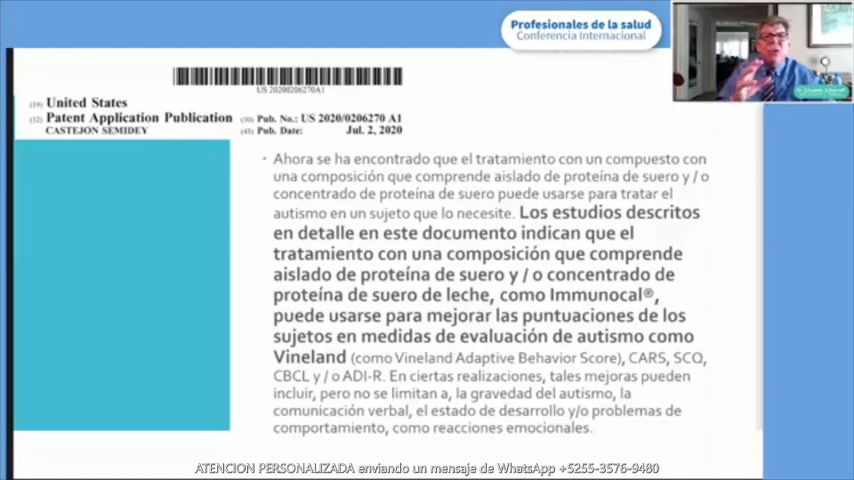 Profesionales de la salud
Conferencia Internacional
US 20200206270A1
(19) United States
(12) Patent Application Publication (10) Pub. No.: US 2020/0206270 A1
CASTEJON SEMIDEY (43) Pub. Date: Jul. 2, 2020
Ahora se ha encontrado que el tratamiento con un compuesto con
una composición que comprende aislado de proteína de suero y / o
concentrado de proteína de suero puede usarse para tratar el
autismo en un sujeto que lo necesite. Los estudios descritos
en detalle en este documento indican que el
tratamiento con una composición que comprende
aislado de proteína de suero y / o concentrado de
proteína de suero de leche, como Immunocal®,
puede usarse para mejorar las puntuaciones de los
sujetos en medidas de evaluación de autismo como
Vineland (como Vineland Adaptive Behavior Score), CARS, SCQ,
CBCL y / o ADI-R. En ciertas realizaciones, tales mejoras pueden
incluir, pero no se limitan a, la gravedad del autismo, la
comunicación verbal, el estado de desarrollo y/o problemas de
comportamiento, como reacciones emocionales.
ATENCION PERSONALIZADA enviando un mensaje de WhatsApp +5255-3576-9480